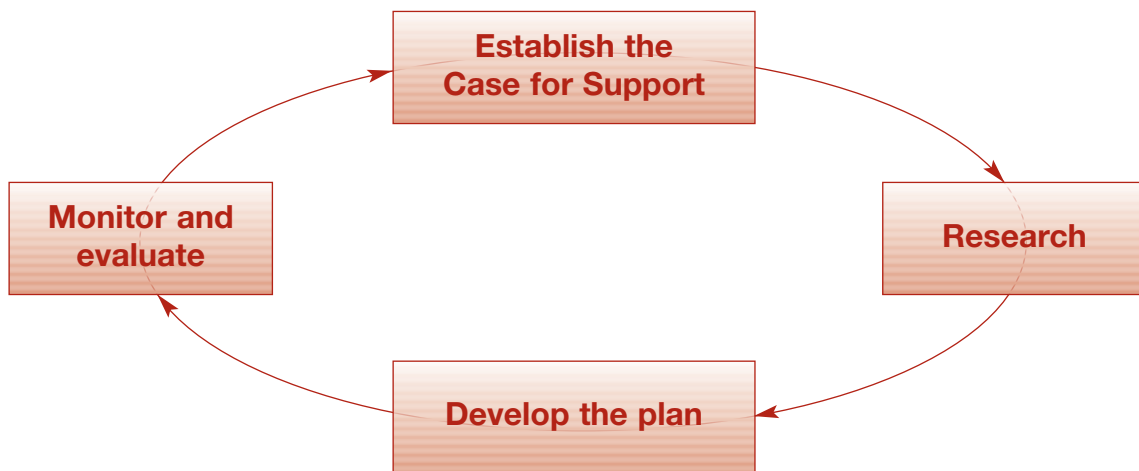 Establish the
Case for Support
Monitor and
evaluate
Research
Develop the plan